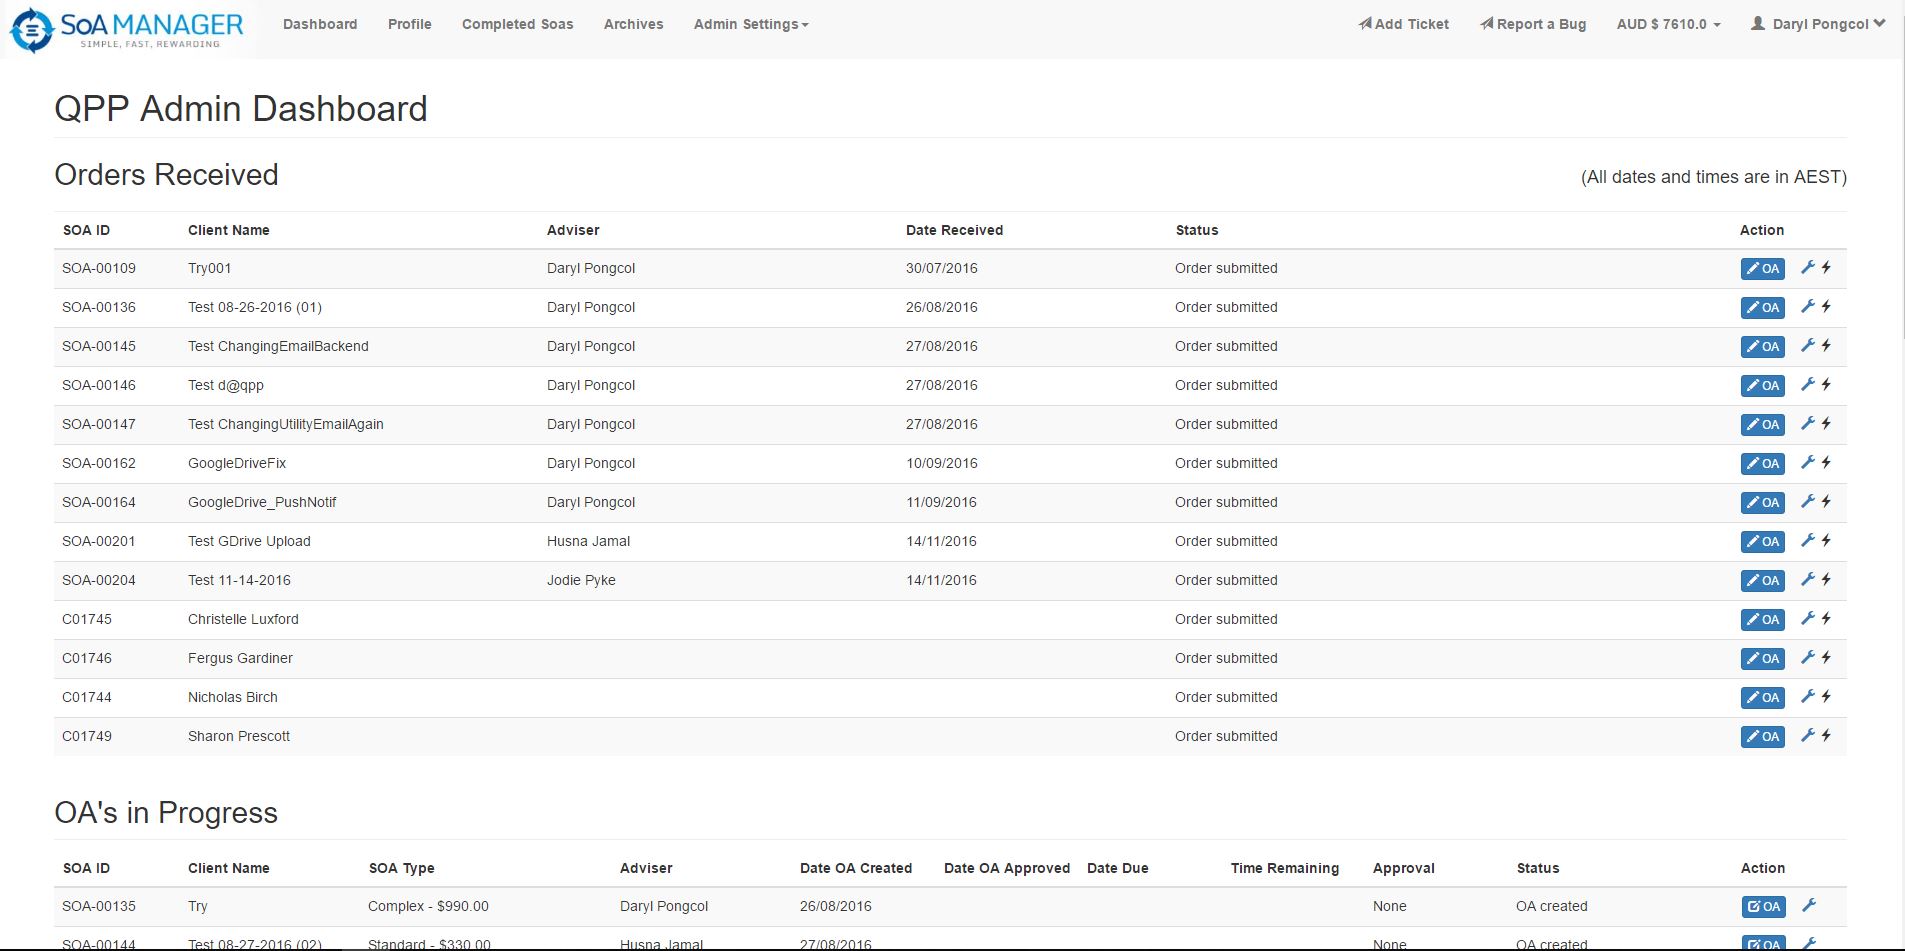 SoA MANAGER
SIMPLE, FAST, REWARDING
Dashboard Profile Completed Soas Archives Admin Settings Add Ticket Report a Bug AUD $ 7610.0 Daryl Pongcol
QPP Admin Dashboard
Orders Received (All dates and times are in AEST)
SOA ID Client Name Adviser Date Received Status Action
SOA-00109 Try001 Daryl Pongcol 30/07/2016 Order submitted OA
SOA-00136 Test 08-26-2016 (01) Daryl Pongcol 26/08/2016 Order submitted OA
SOA-00145 Test ChangingEmailBackend Daryl Pongcol 27/08/2016 Order submitted OA
SOA-00146 Test d@qpp Daryl Pongcol 27/08/2016 Order submitted OA
SOA-00147 Test ChangingUtilityEmailAgain Daryl Pongcol 27/08/2016 Order submitted OA
SOA-00162 GoogleDriveFix Daryl Pongcol 10/09/2016 Order submitted OA
SOA-00164 GoogleDrive_PushNotif Daryl Pongcol 11/09/2016 Order submitted OA
SOA-00201 Test GDrive Upload Husna Jamal 14/11/2016 Order submitted OA
SOA-00204 Test 11-14-2016 Jodie Pyke 14/11/2016 Order submitted OA
C01745 Christelle Luxford Order submitted OA
C01746 Fergus Gardiner Order submitted OA
C01744 Nicholas Birch Order submitted OA
C01749 Sharon Prescott Order submitted OA
OA's in Progress
SOA ID Client Name SOA Type Adviser Date OA Created Date OA Approved Date Due Time Remaining Approval Status Action
SOA-00135 Try Complex - $990.00 Daryl Pongcol 26/08/2016 None OA created OA
SOA-00144 Test 08-27-2016 (02) Standard - $330.00 Husna Jamal 27/08/2016 None OA created OA